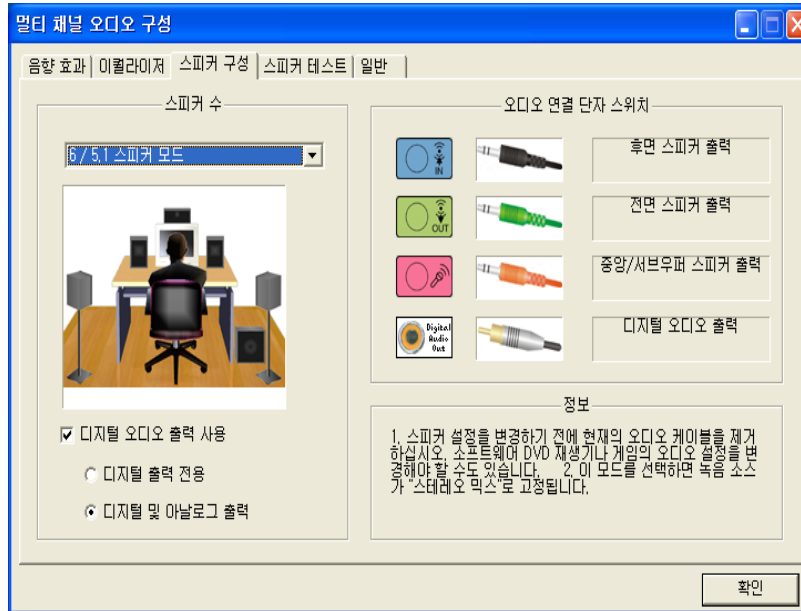 멀티 채널 오디오 구성
음향 효과 이퀄라이저 스피커 구성 스피커 테스트 일반
스피커 수
6 / 5.1 스피커 모드
디지털 오디오 출력 사용
디지털 출력 전용
디지털 및 아날로그 출력
오디오 연결 단자 스위치
IN
후면 스피커 출력
OUT
전면 스피커 출력
중앙/서브우퍼 스피커 출력
Digital
Audio
Out
디지털 오디오 출력
정보
1. 스피커 설정을 변경하기 전에 현재의 오디오 케이블을 제거
하십시오. 소프트웨어 DVD 재생기나 게임의 오디오 설정을 변
경해야 할 수도 있습니다. 2. 이 모드를 선택하면 녹음 소스
가 "스테레오 믹스"로 고정됩니다.
확인